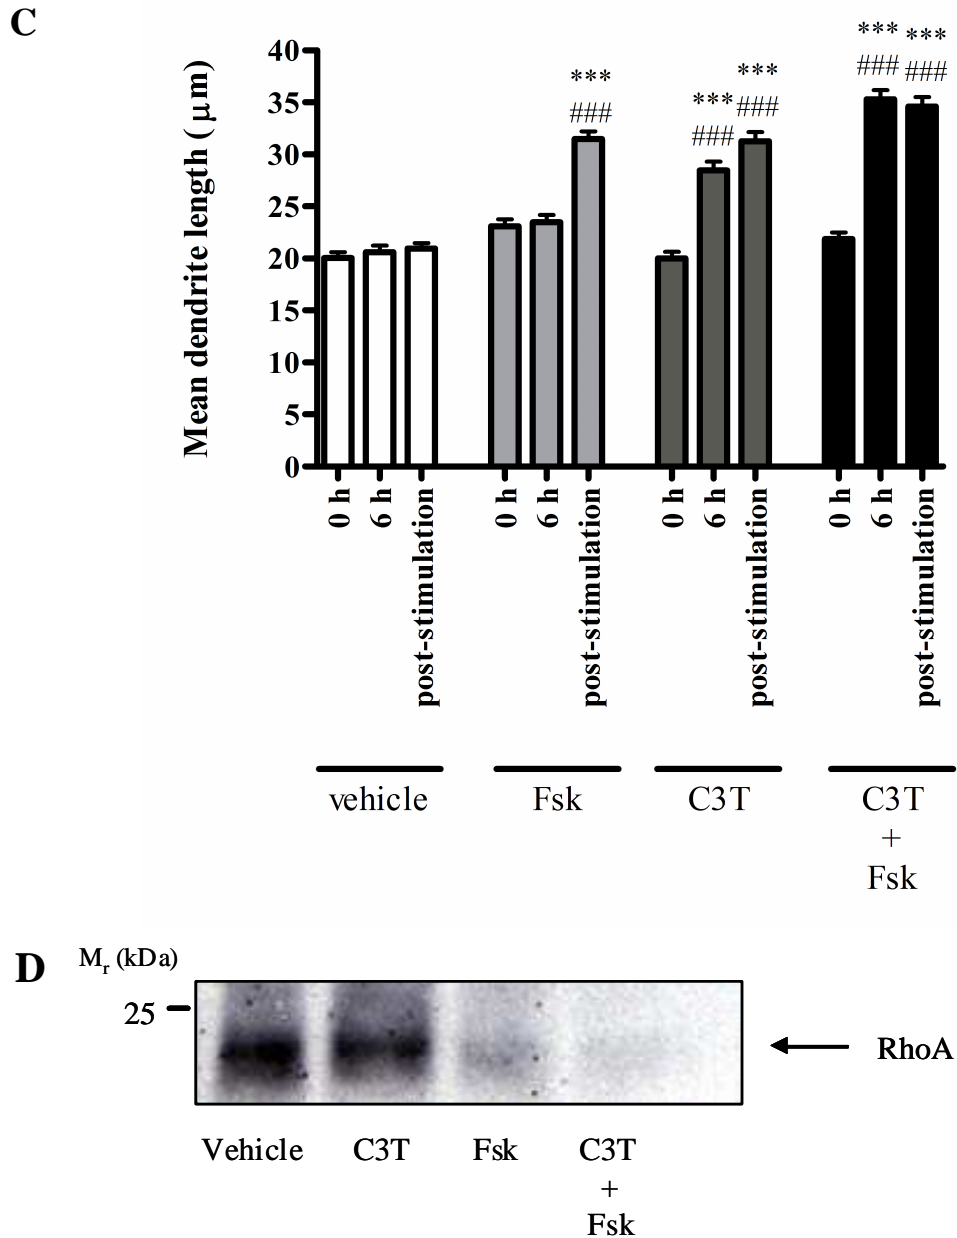 C
Mean dendrite length ( μm)
40
35
30
25
20
15
10
5
0
***
###
***
###
***
###
***
###
***
###
0 h
6 h
post-stimulation
0 h
6 h
post-stimulation
0 h
6 h
post-stimulation
0 h
6 h
post-stimulation
vehicle
Fsk
C3T
C3T
+
Fsk
D
Mr (kDa)
25
RhoA
Vehicle
C3T
Fsk
C3T
+
Fsk